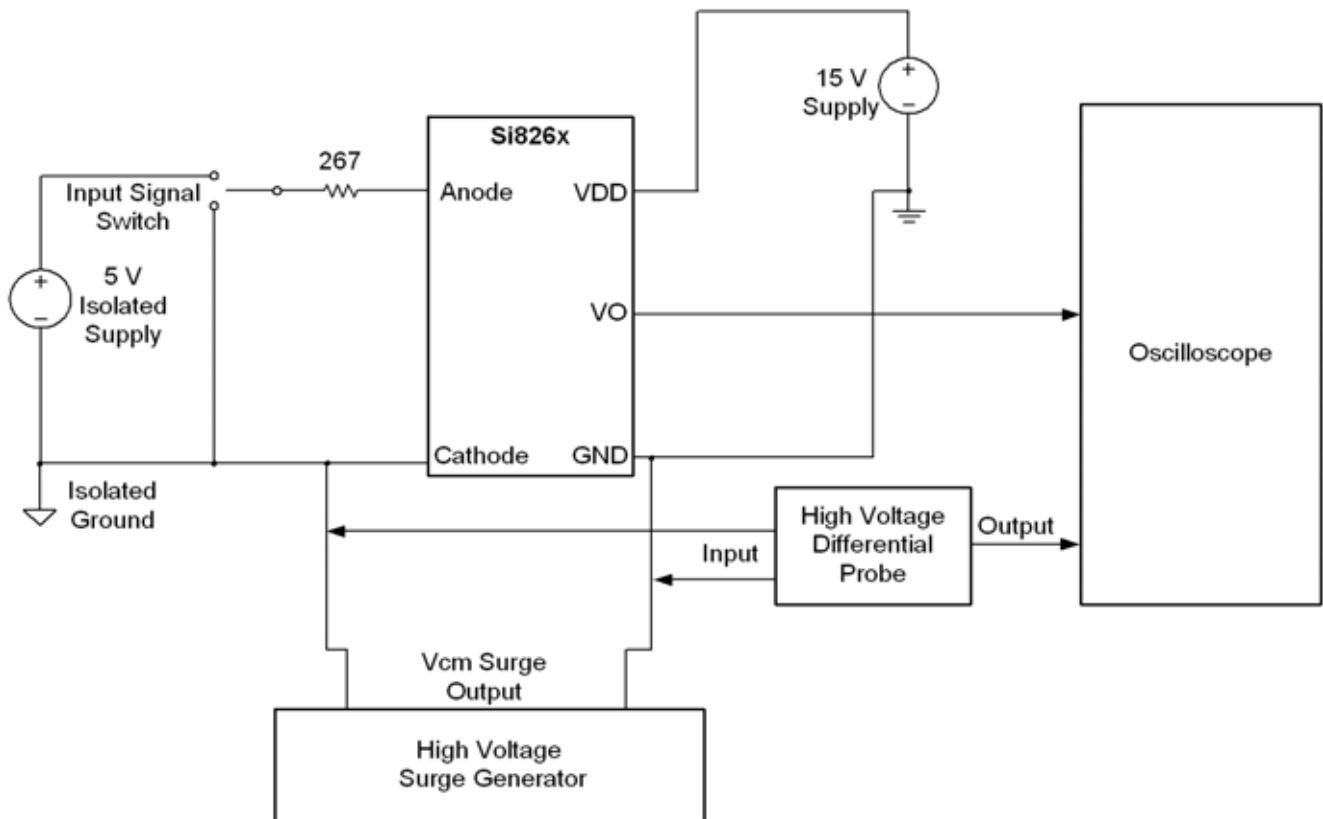 15 V
Supply
Si826x
267
Input Signal
Switch
Anode
VDD
5 V
Isolated
Supply
VO
Oscilloscope
Cathode
GND
Isolated
Ground
High Voltage
Differential
Probe
Output
Input
Vcm Surge
Output
High Voltage
Surge Generator